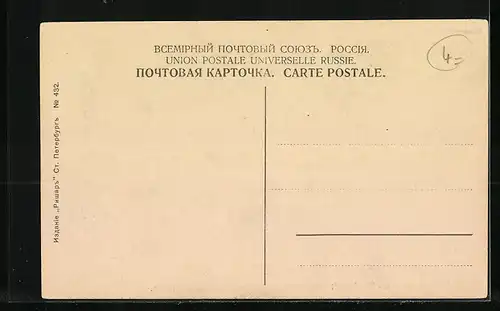 ВСЕМІРНЫЙ ПОЧТОВЫЙ СОЮЗЪ. РОССІЯ.
UNION POSTALE UNIVERSELLE RUSSIE.
ПОЧТОВАЯ КАРТОЧКА. CARTE POSTALE.
4=
Изданіе „Ришаръ" Ст. Петербургъ № 432.